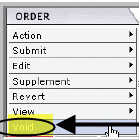 ORDER
Action
Submit
Edit
Supplement
Revert
View
Void